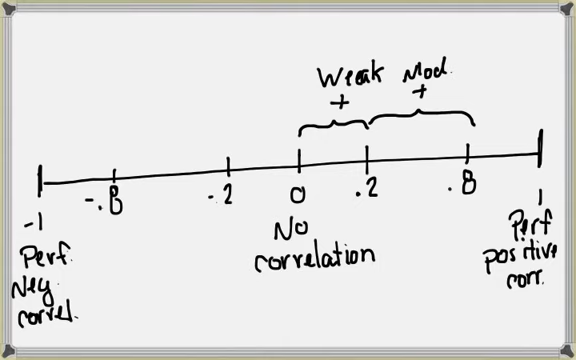 Weak Mod.
+ +
-1 -.8 -.2 0 .2 .8 1
No
correlation
Perf.
Neg.
correl.
Perf
positive
corr.